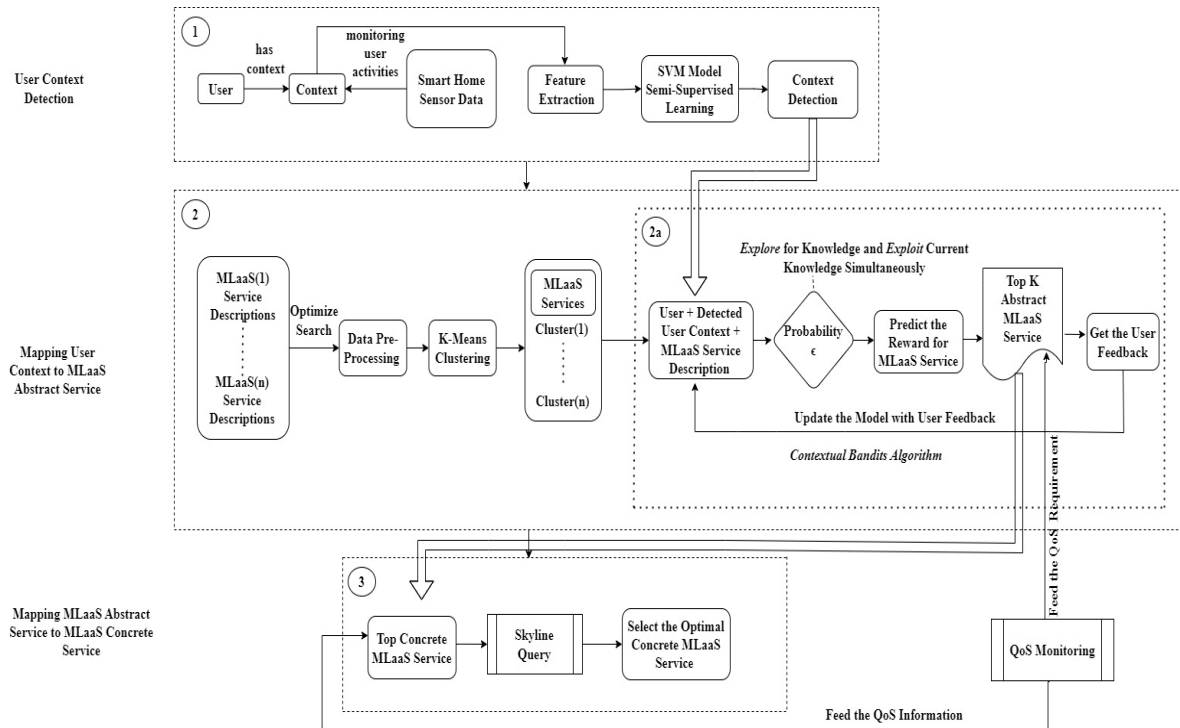 User Context
Detection
1
has
context
monitoring
user
activities
User
Context
Smart Home
Sensor Data
Feature
Extraction
SVM Model
Semi-Supervised
Learning
Context
Detection
Mapping User
Context to MLaaS
Abstract Service
2
MLaaS(1)
Service
Descriptions
MLaaS(n)
Service
Descriptions
Optimize
Search
Data Pre-
Processing
K-Means
Clustering
MLaaS
Services
Cluster(1)
Cluster(n)
2a
Explore for Knowledge and Exploit Current
Knowledge Simultaneously
User + Detected
User Context +
MLaaS Service
Description
Probability
ϵ
Predict the
Reward for
MLaaS Service
Top K
Abstract
MLaaS
Service
Get the User
Feedback
Update the Model with User Feedback
Contextual Bandits Algorithm
Feed the QoS Requirement
Mapping MLaaS Abstract
Service to MLaaS Concrete
Service
3
Top Concrete
MLaaS Service
Skyline
Query
Select the Optimal
Concrete MLaaS
Service
QoS Monitoring
Feed the QoS Information